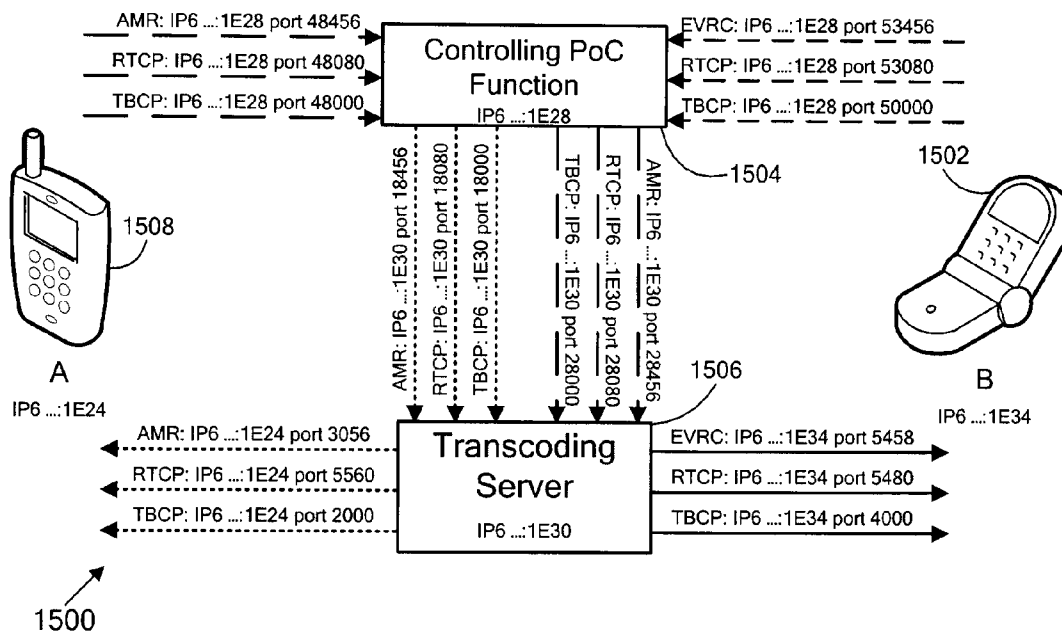 AMR: IP6 ...:1E28 port 48456
RTCP: IP6 ...:1E28 port 48080
TBCP: IP6 ...:1E28 port 48000
Controlling PoC
Function
IP6 ...:1E28
EVRC: IP6 ...:1E28 port 53456
RTCP: IP6 ...:1E28 port 53080
TBCP: IP6 ...:1E28 port 50000
1504
1502
1508
AMR: IP6 ...:1E30 port 18456
RTCP: IP6 ...:1E30 port 18080
TBCP: IP6 ...:1E30 port 18000
TBCP: IP6 ...:1E30 port 28000
RTCP: IP6 ...:1E30 port 28080
AMR: IP6 ...:1E30 port 28456
A
IP6 ...:1E24
B
IP6 ...:1E34
1506
AMR: IP6 ...:1E24 port 3056
RTCP: IP6 ...:1E24 port 5560
TBCP: IP6 ...:1E24 port 2000
Transcoding
Server
IP6 ...:1E30
EVRC: IP6 ...:1E34 port 5458
RTCP: IP6 ...:1E34 port 5480
TBCP: IP6 ...:1E34 port 4000
1500